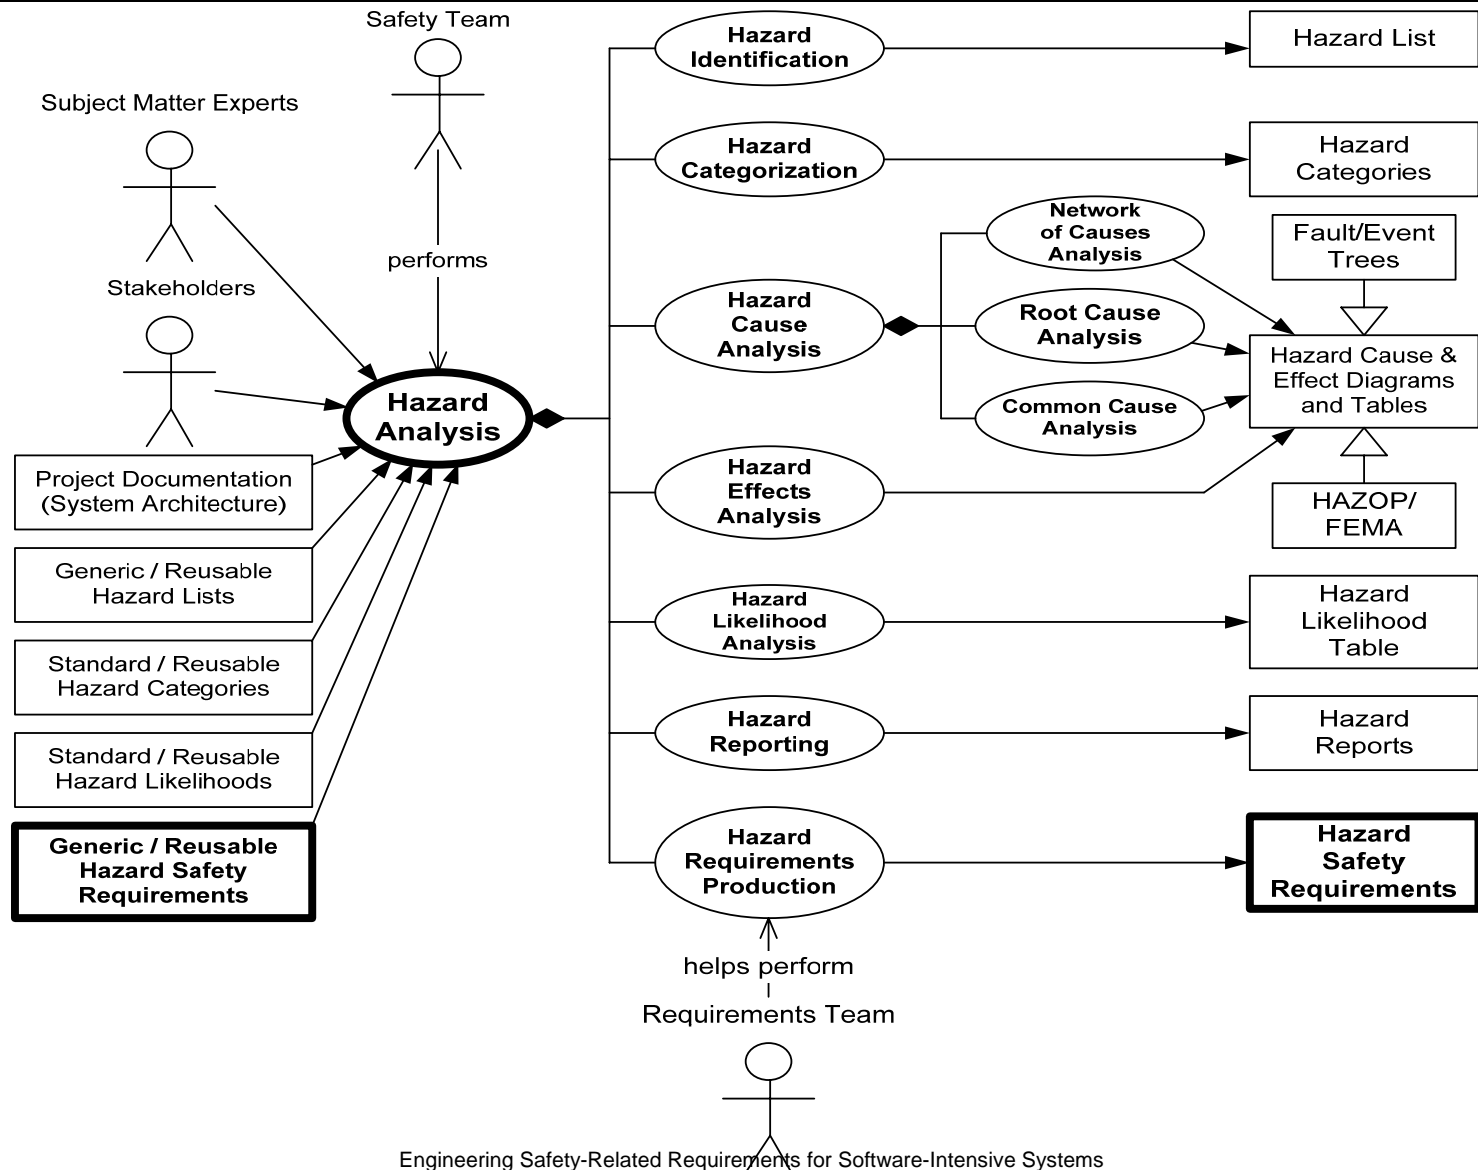 Safety Team
Subject Matter Experts
performs
Stakeholders
Hazard
Analysis
Project Documentation
(System Architecture)
Generic / Reusable
Hazard Lists
Standard / Reusable
Hazard Categories
Standard / Reusable
Hazard Likelihoods
Generic / Reusable
Hazard Safety
Requirements
Hazard
Identification
Hazard List
Hazard
Categorization
Hazard
Categories
Hazard
Cause
Analysis
Network
of Causes
Analysis
Root Cause
Analysis
Common Cause
Analysis
Fault/Event
Trees
Hazard Cause &
Effect Diagrams
and Tables
HAZOP/
FEMA
Hazard
Effects
Analysis
Hazard
Likelihood
Analysis
Hazard
Likelihood
Table
Hazard
Reporting
Hazard
Reports
Hazard
Requirements
Production
Hazard
Safety
Requirements
helps perform
Requirements Team
Engineering Safety-Related Requirements for Software-Intensive Systems